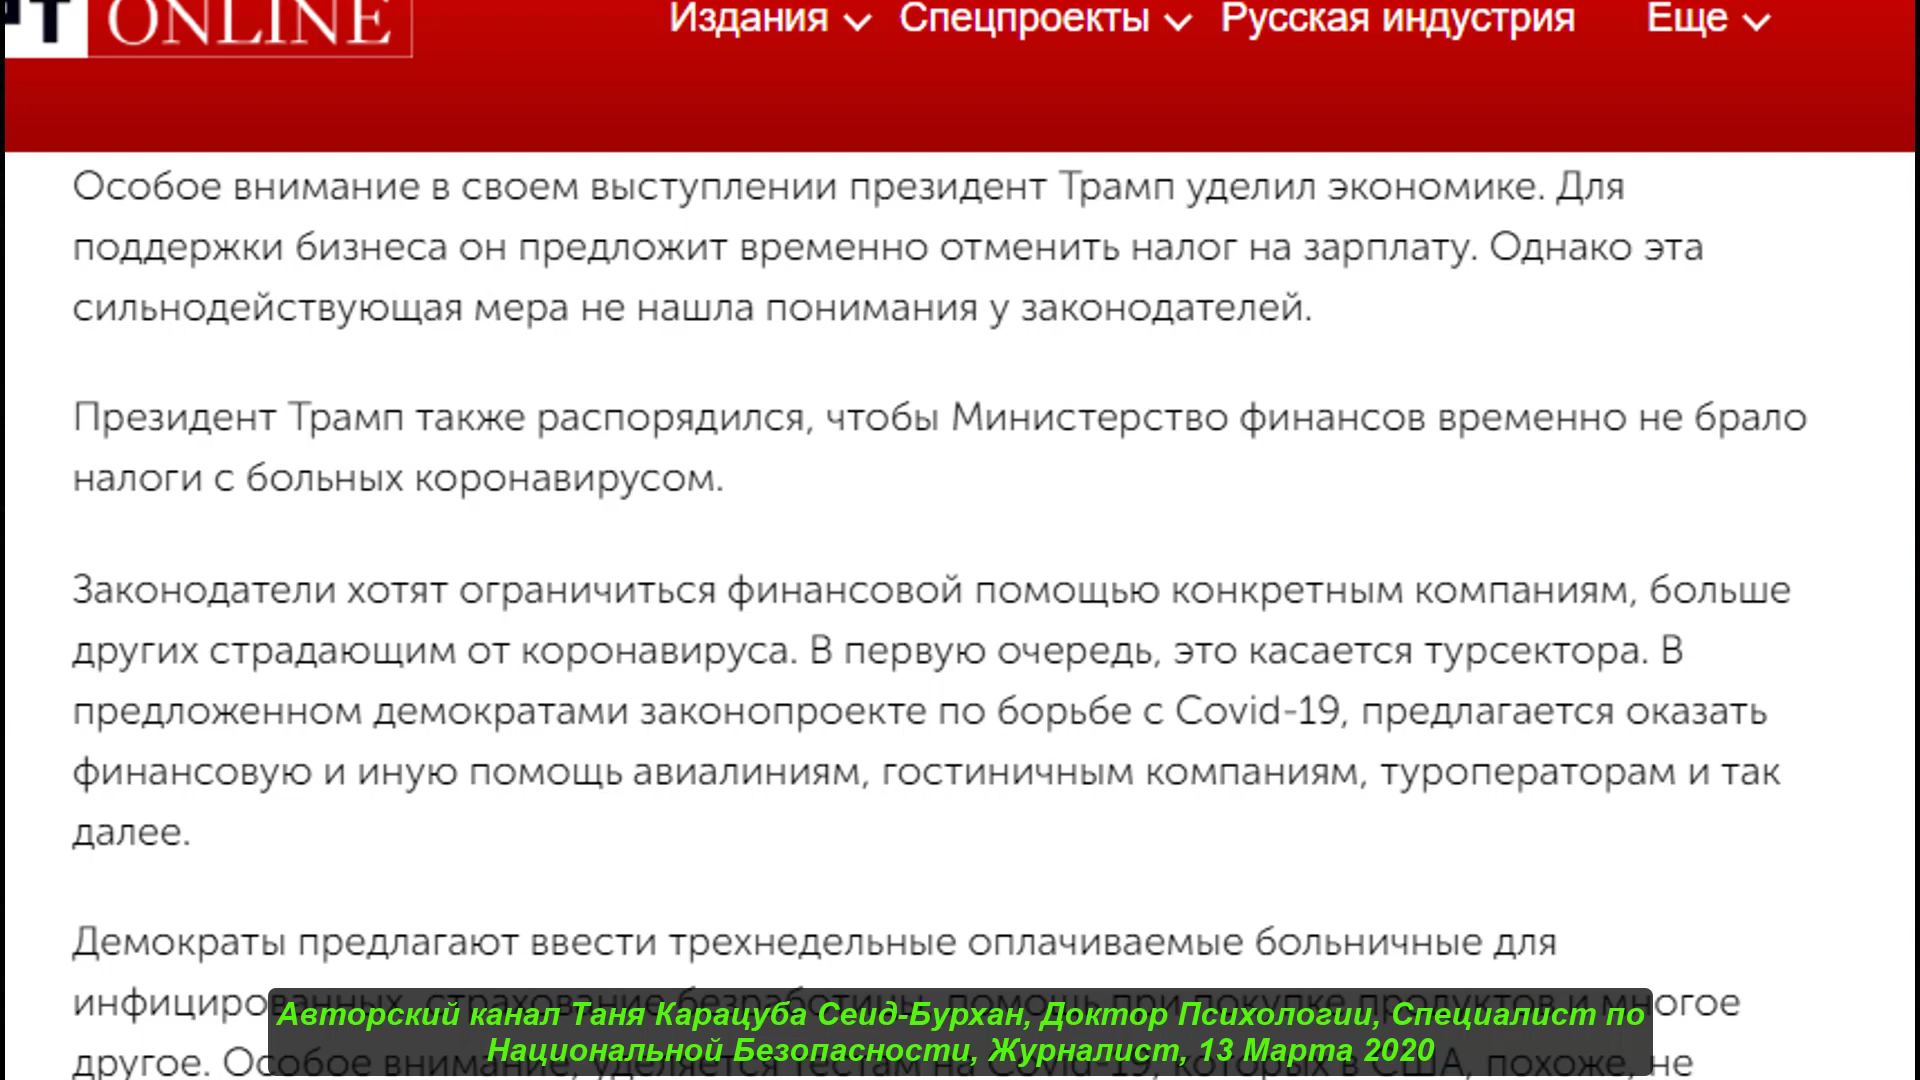 ONLINE
Издания Спецпроекты Русская индустрия Еще
Особое внимание в своем выступлении президент Трамп уделил экономике. Для
поддержки бизнеса он предложит временно отменить налог на зарплату. Однако эта
сильнодействующая мера не нашла понимания у законодателей.
Президент Трамп также распорядился, чтобы Министерство финансов временно не брало
налоги с больных коронавирусом.
Законодатели хотят ограничиться финансовой помощью конкретным компаниям, больше
других страдающим от коронавируса. В первую очередь, это касается турсектора. В
предложенном демократами законопроекте по борьбе с Covid-19, предлагается оказать
финансовую и иную помощь авиалиниям, гостиничным компаниям, туроператорам и так
далее.
Демократы предлагают ввести трехнедельные оплачиваемые больничные для
инфицированных, страхование безработицы, помощь при покупке продуктов и многое
другое. Особое внимание, уделяется тестам на Covid-19, которых в США, похоже, не
Авторский канал Таня Карацуба Сеид-Бурхан, Доктор Психологии, Специалист по
Национальной Безопасности, Журналист, 13 Марта 2020